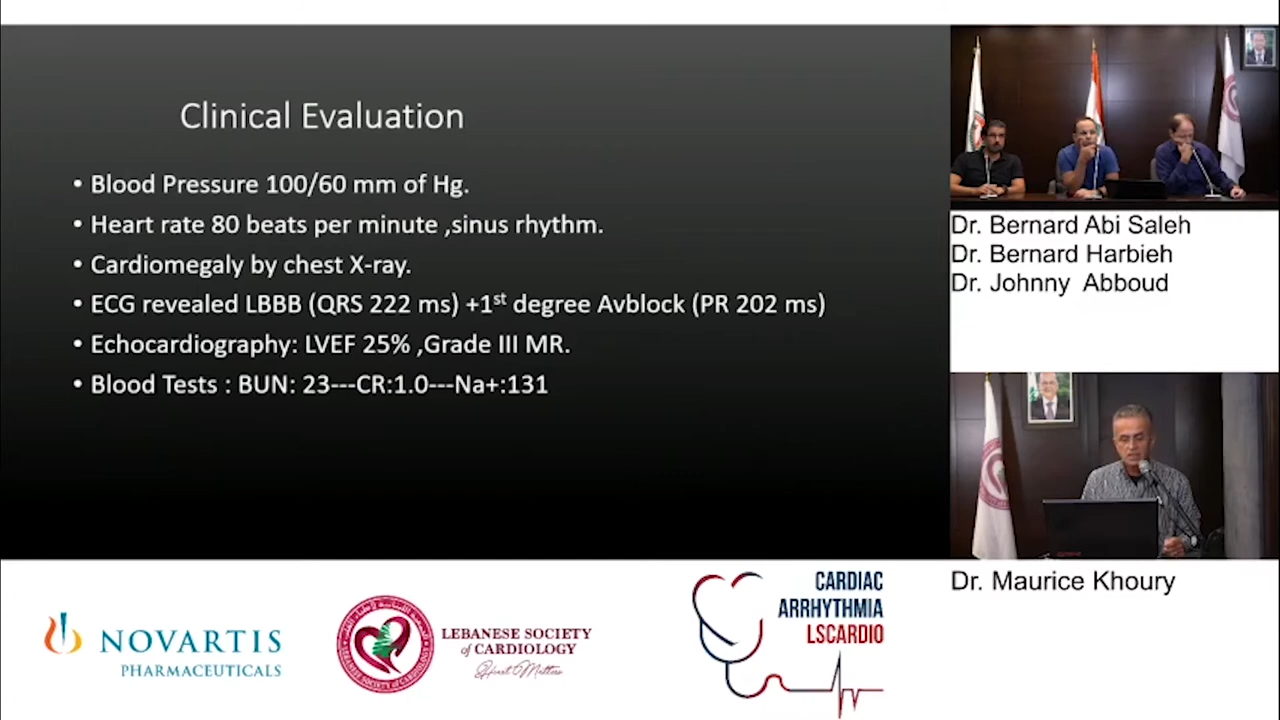 Clinical Evaluation
• Blood Pressure 100/60 mm of Hg.
• Heart rate 80 beats per minute ,sinus rhythm.
• Cardiomegaly by chest X-ray.
• ECG revealed LBBB (QRS 222 ms) +1st degree Avblock (PR 202 ms)
• Echocardiography: LVEF 25% ,Grade III MR.
• Blood Tests : BUN: 23---CR:1.0---Na+:131
Dr. Bernard Abi Saleh
Dr. Bernard Harbieh
Dr. Johnny Abboud
Dr. Maurice Khoury
NOVARTIS
PHARMACEUTICALS
LEBANESE SOCIETY
of CARDIOLOGY
Heart Matters
CARDIAC
ARRHYTHMIA
LSCARDIO